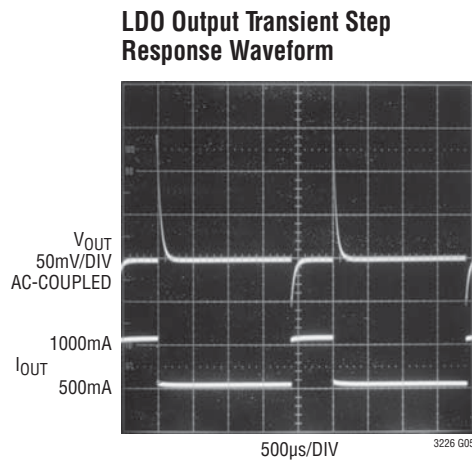 LDO Output Transient Step
Response Waveform
VOUT
50mV/DIV
AC-COUPLED
1000mA
IOUT
500mA
500µs/DIV
3226 G05